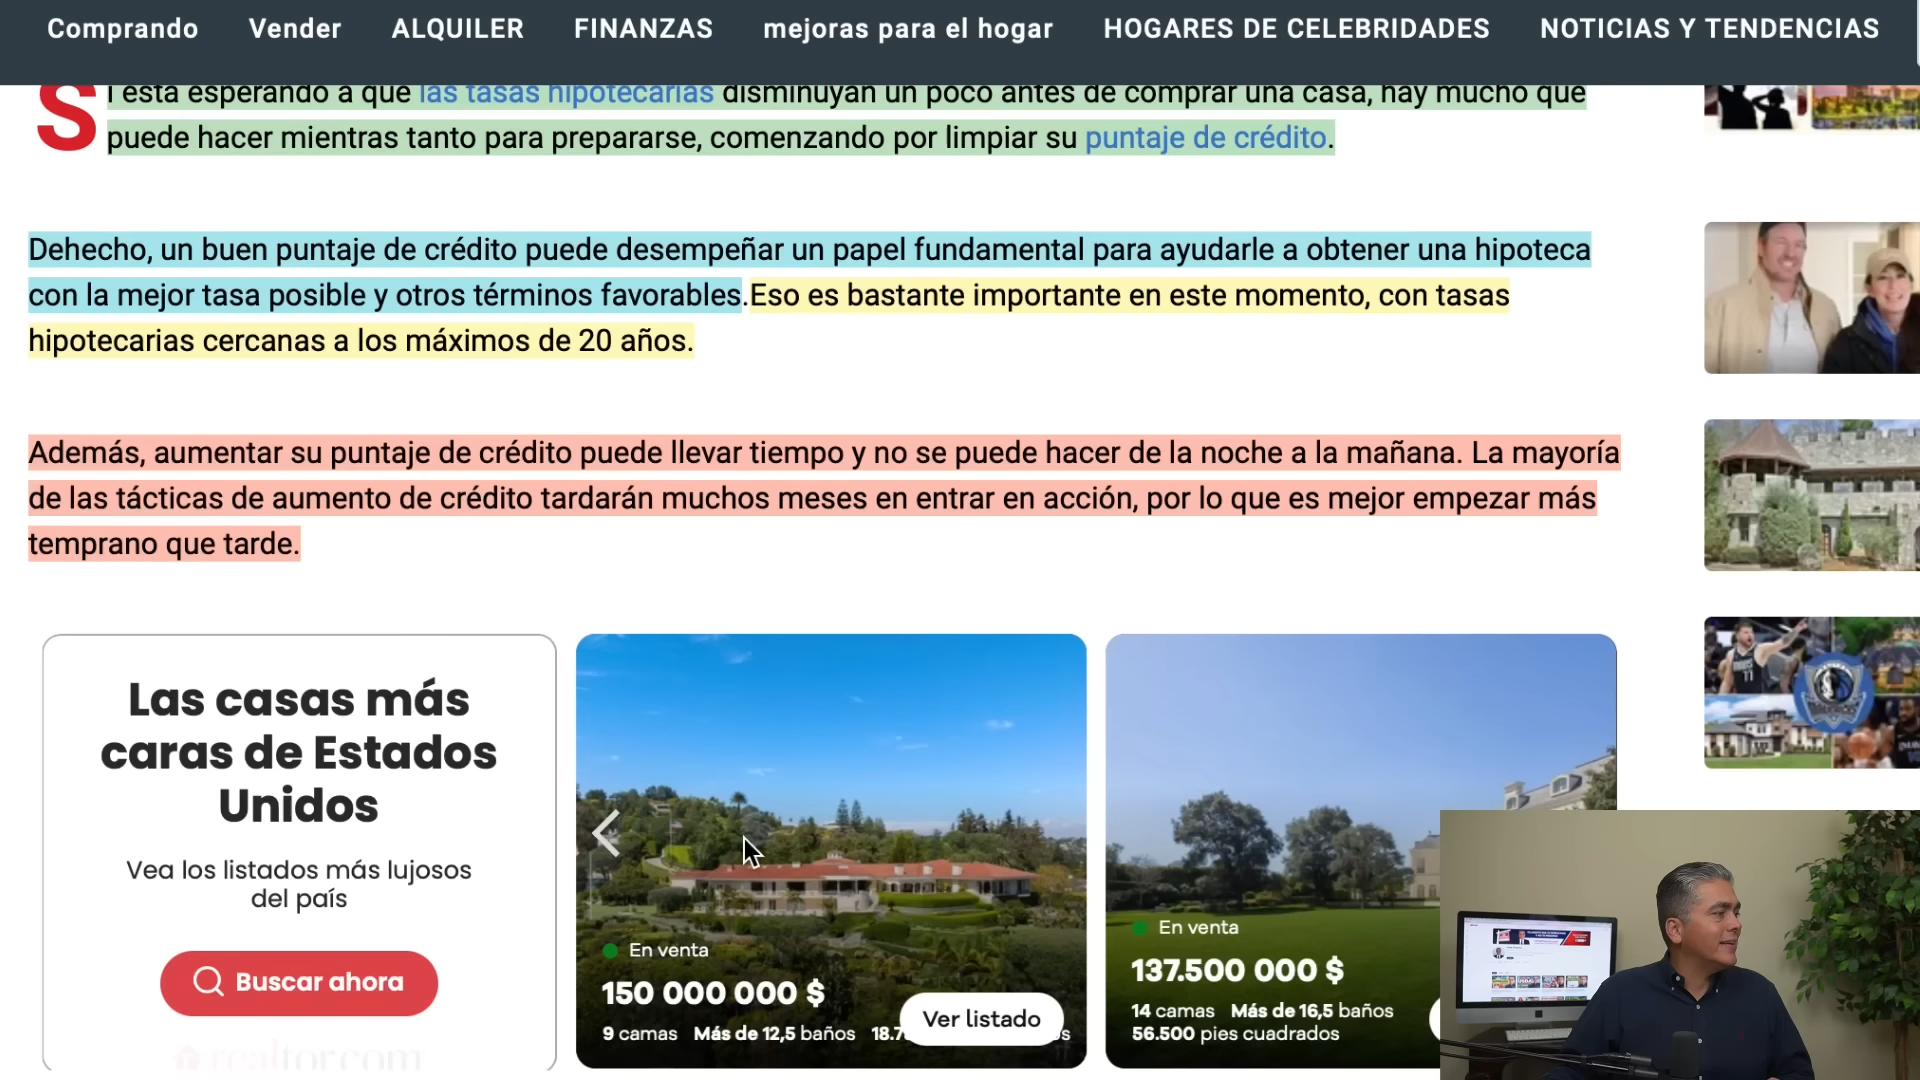 Comprando Vender ALQUILER FINANZAS mejoras para el hogar HOGARES DE CELEBRIDADES NOTICIAS Y TENDENCIAS
Si está esperando a que las tasas hipotecarias disminuyan un poco antes de comprar una casa, hay mucho que
puede hacer mientras tanto para prepararse, comenzando por limpiar su puntaje de crédito.
Dehecho, un buen puntaje de crédito puede desempeñar un papel fundamental para ayudarle a obtener una hipoteca
con la mejor tasa posible y otros términos favorables.Eso es bastante importante en este momento, con tasas
hipotecarias cercanas a los máximos de 20 años.
Además, aumentar su puntaje de crédito puede llevar tiempo y no se puede hacer de la noche a la mañana. La mayoría
de las tácticas de aumento de crédito tardarán muchos meses en entrar en acción, por lo que es mejor empezar más
temprano que tarde.
Las casas más
caras de Estados
Unidos
Vea los listados más lujosos
del país
Buscar ahora
realtor.com
En venta
150 000 000 $
9 camas Más de 12,5 baños 18.7
Ver listado
En venta
137.500 000 $
14 camas Más de 16,5 baños
56.500 pies cuadrados